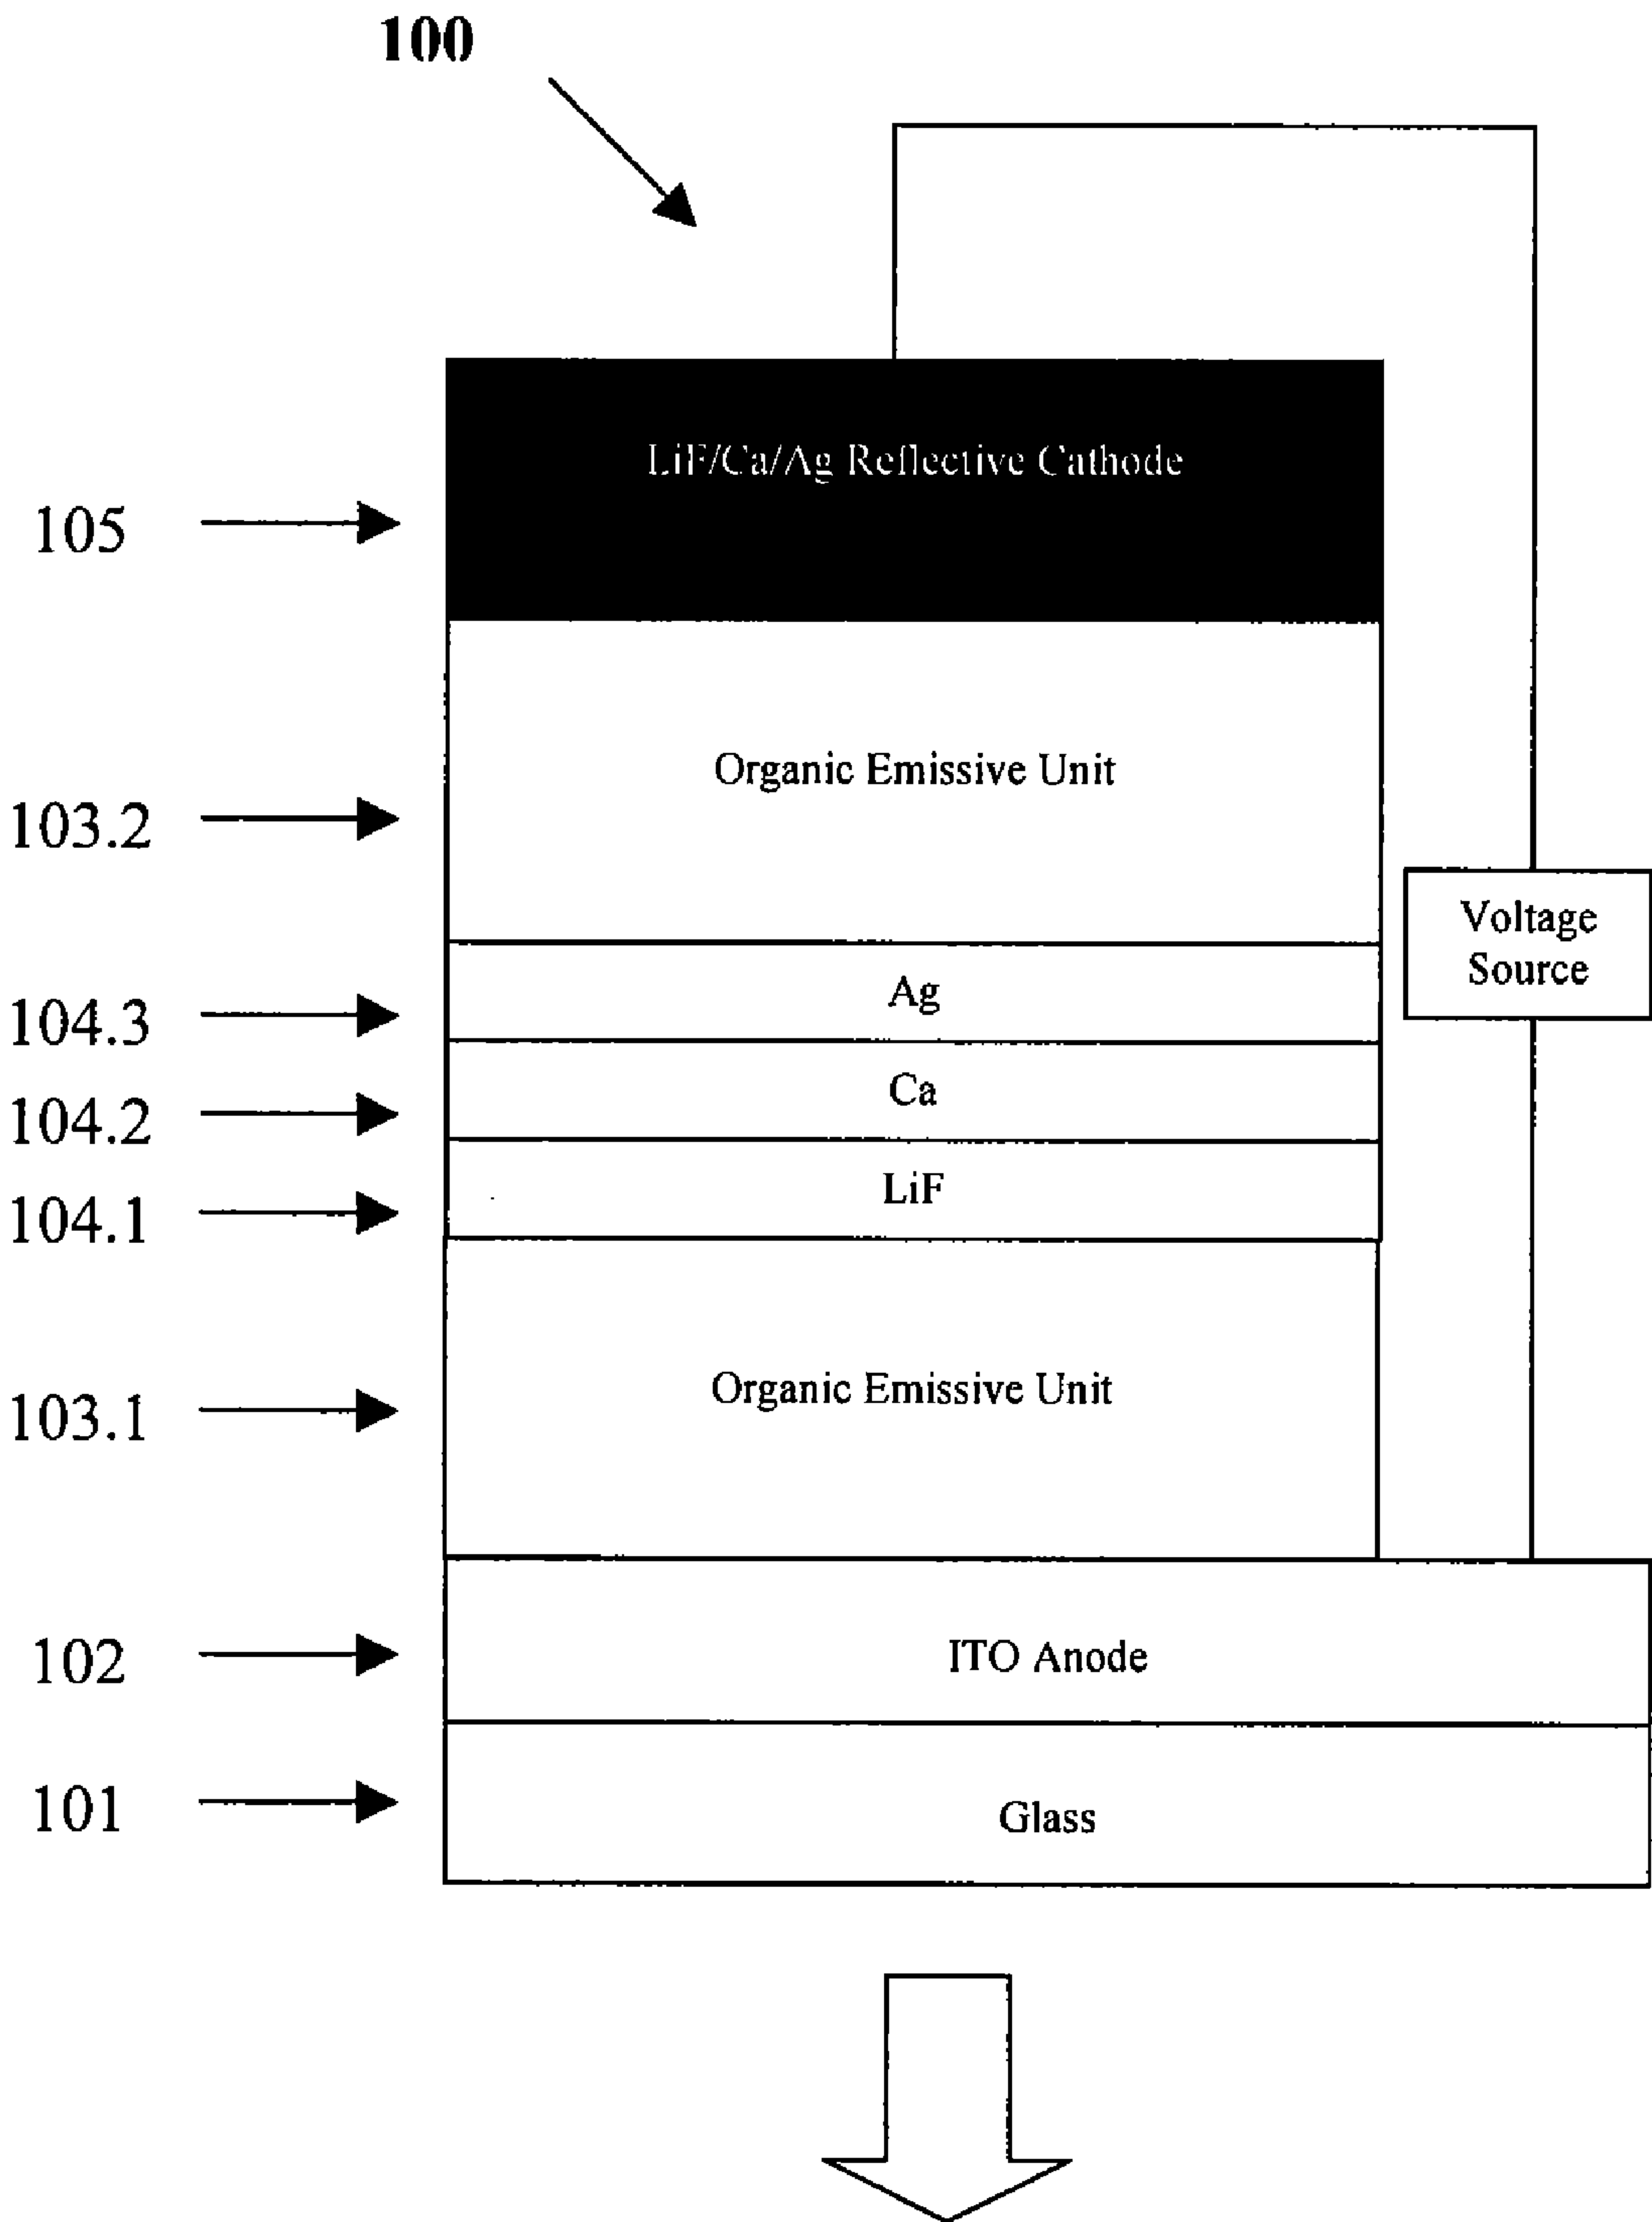 100
LiF/Ca/Ag Reflective Cathode
105
Organic Emissive Unit
103.2
Voltage
Source
Ag
104.3
Ca
104.2
LiF
104.1
Organic Emissive Unit
103.1
ITO Anode
102
Glass
101